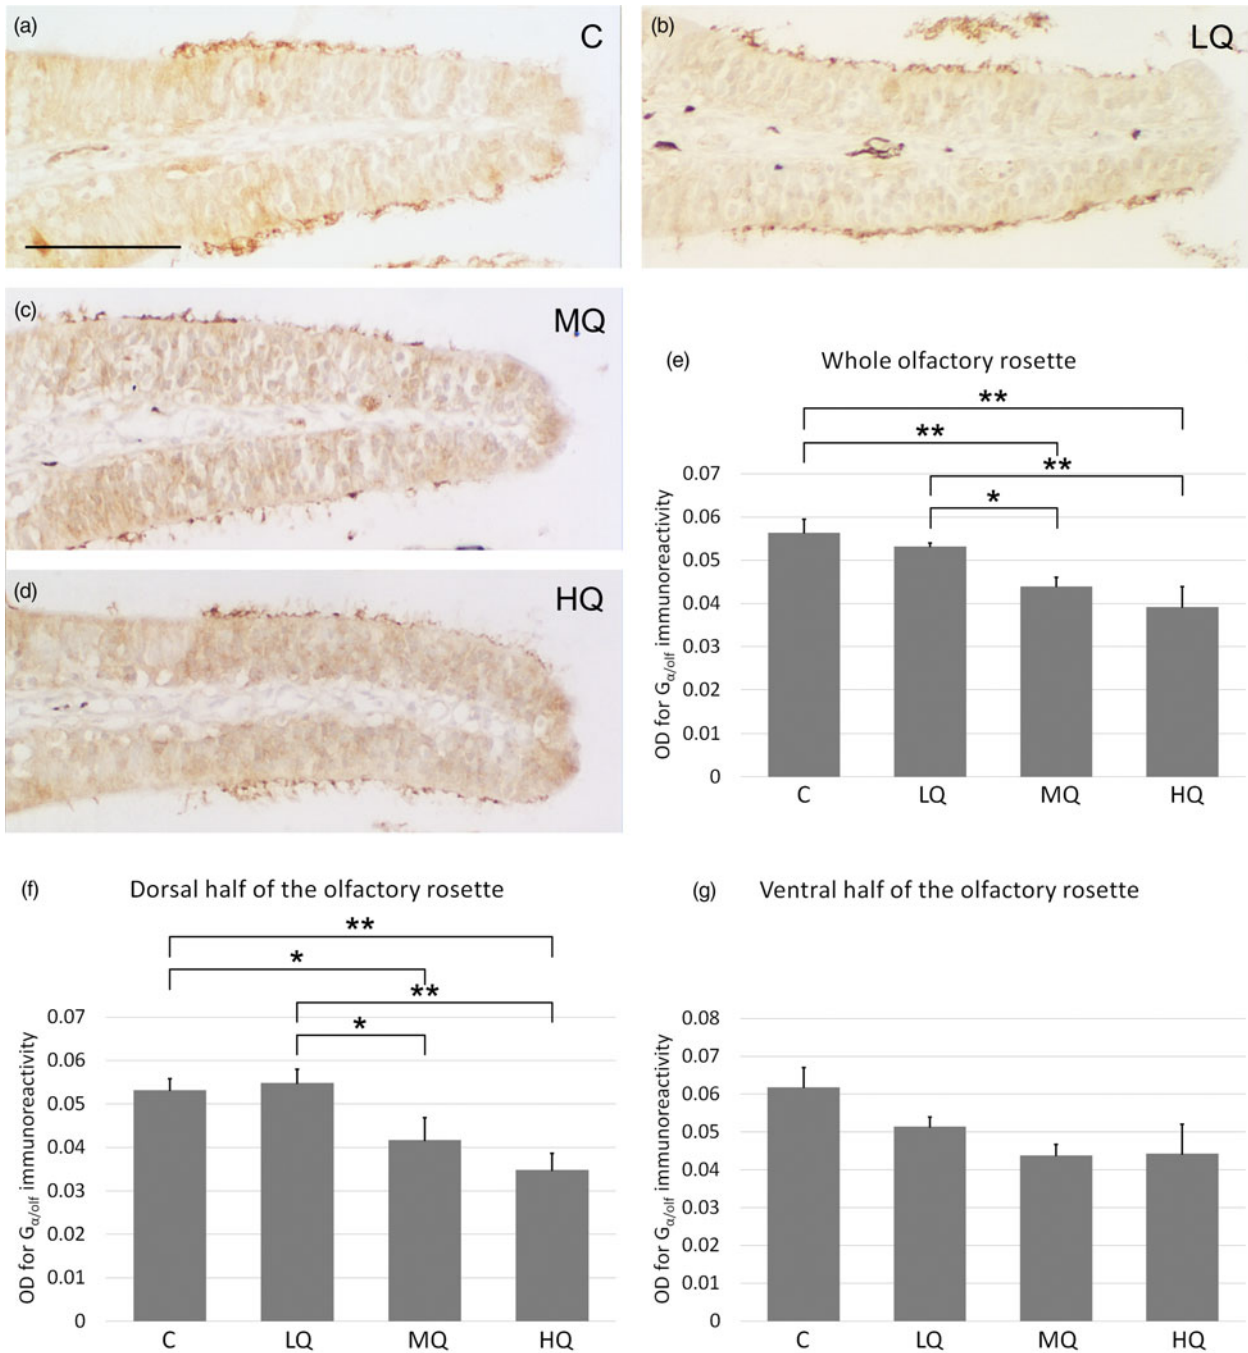 (a)
C
(b)
LQ
(c)
MQ
(d)
HQ
(e)
Whole olfactory rosette
**
**
**
*
OD for Gα/olf immunoreactivity
0.07
0.06
0.05
0.04
0.03
0.02
0.01
0
C LQ MQ HQ
(f)
Dorsal half of the olfactory rosette
**
*
**
*
OD for Gα/olf immunoreactivity
0.07
0.06
0.05
0.04
0.03
0.02
0.01
0
C LQ MQ HQ
(g)
Ventral half of the olfactory rosette
OD for Gα/olf immunoreactivity
0.08
0.07
0.06
0.05
0.04
0.03
0.02
0.01
0
C LQ MQ HQ